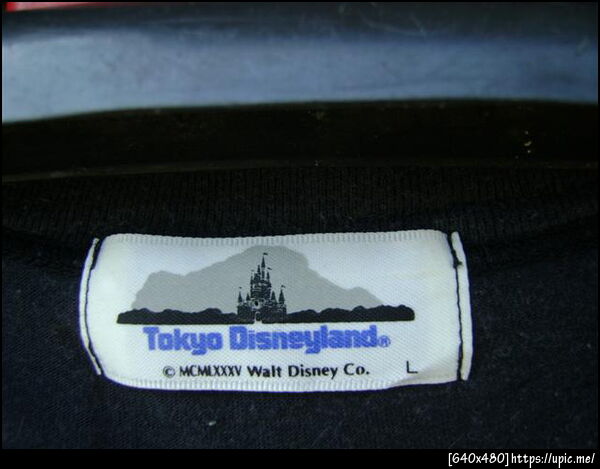 Tokyo Disneyland®
© MCMLXXXV Walt Disney Co. L
[640x480]https://upic.me/